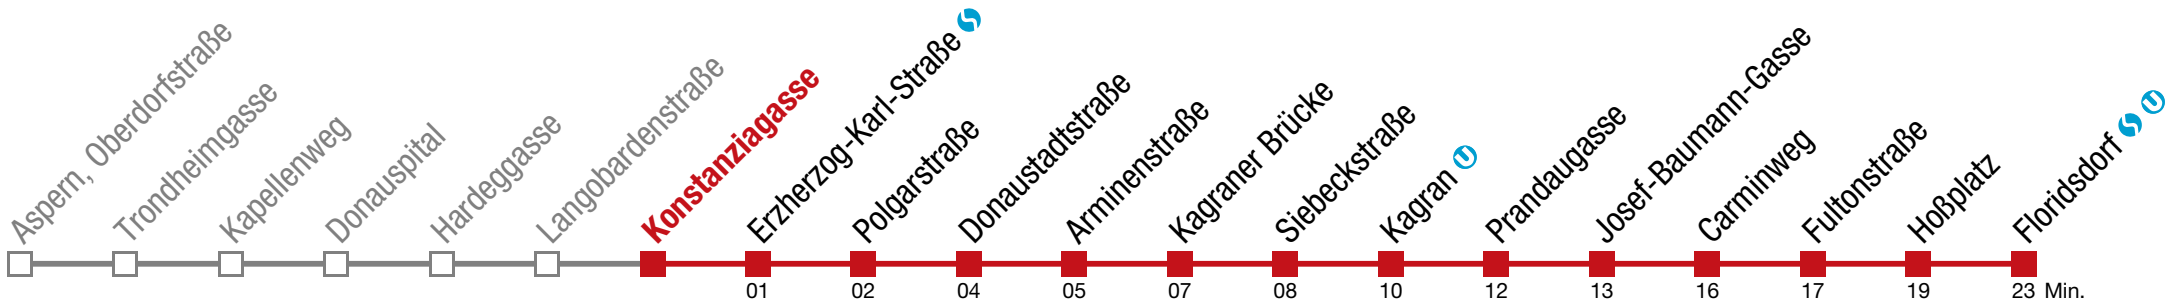 Aspern, Oberdorfstraße
Trondheimgasse
Kapellenweg
Donauspital
Hardeggasse
Langobardenstraße
Konstanziagasse
Erzherzog-Karl-Straße
Polgarstraße
Donaustadtstraße
Arminenstraße
Kagraner Brücke
Siebeckstraße
Kagran
Prandaugasse
Josef-Baumann-Gasse
Carminweg
Fultonstraße
Hoßplatz
Floridsdorf
01 02 04 05 07 08 10 12 13 16 17 19 23 Min.